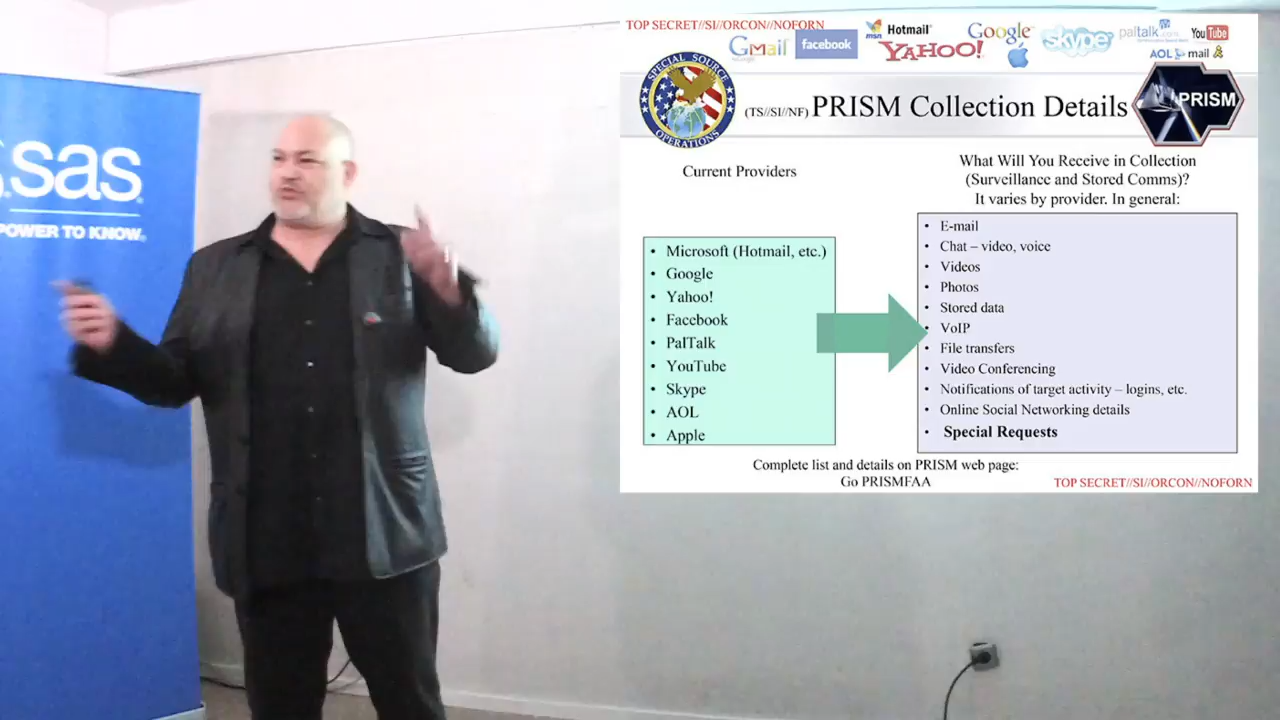 sas
POWER TO KNOW.
TOP SECRET//SI//ORCON//NOFORN
Gmail
facebook
msn
Hotmail
YAHOO!
Google
skype
paltalk.com
YouTube
AOL mail
SPECIAL SOURCE OPERATIONS
(TS//SI//NF) PRISM Collection Details
PRISM
Current Providers
What Will You Receive in Collection
(Surveillance and Stored Comms)?
It varies by provider. In general:
• Microsoft (Hotmail, etc.)
• Google
• Yahoo!
• Facebook
• PalTalk
• YouTube
• Skype
• AOL
• Apple
• E-mail
• Chat – video, voice
• Videos
• Photos
• Stored data
• VoIP
• File transfers
• Video Conferencing
• Notifications of target activity – logins, etc.
• Online Social Networking details
• Special Requests
Complete list and details on PRISM web page:
Go PRISMFAA
TOP SECRET//SI//ORCON//NOFORN